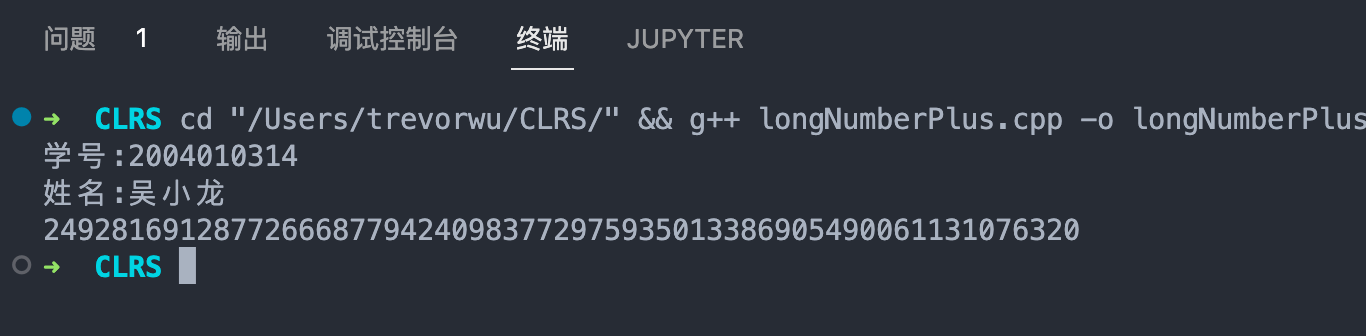 问题 1 输出 调试控制台 终端 JUPYTER
➜ CLRS cd "/Users/trevorwu/CLRS/" && g++ longNumberPlus.cpp -o longNumberPlus
学号:2004010314
姓名:吴小龙
2492816912877266687794240983772975935013386905490061131076320
➜ CLRS